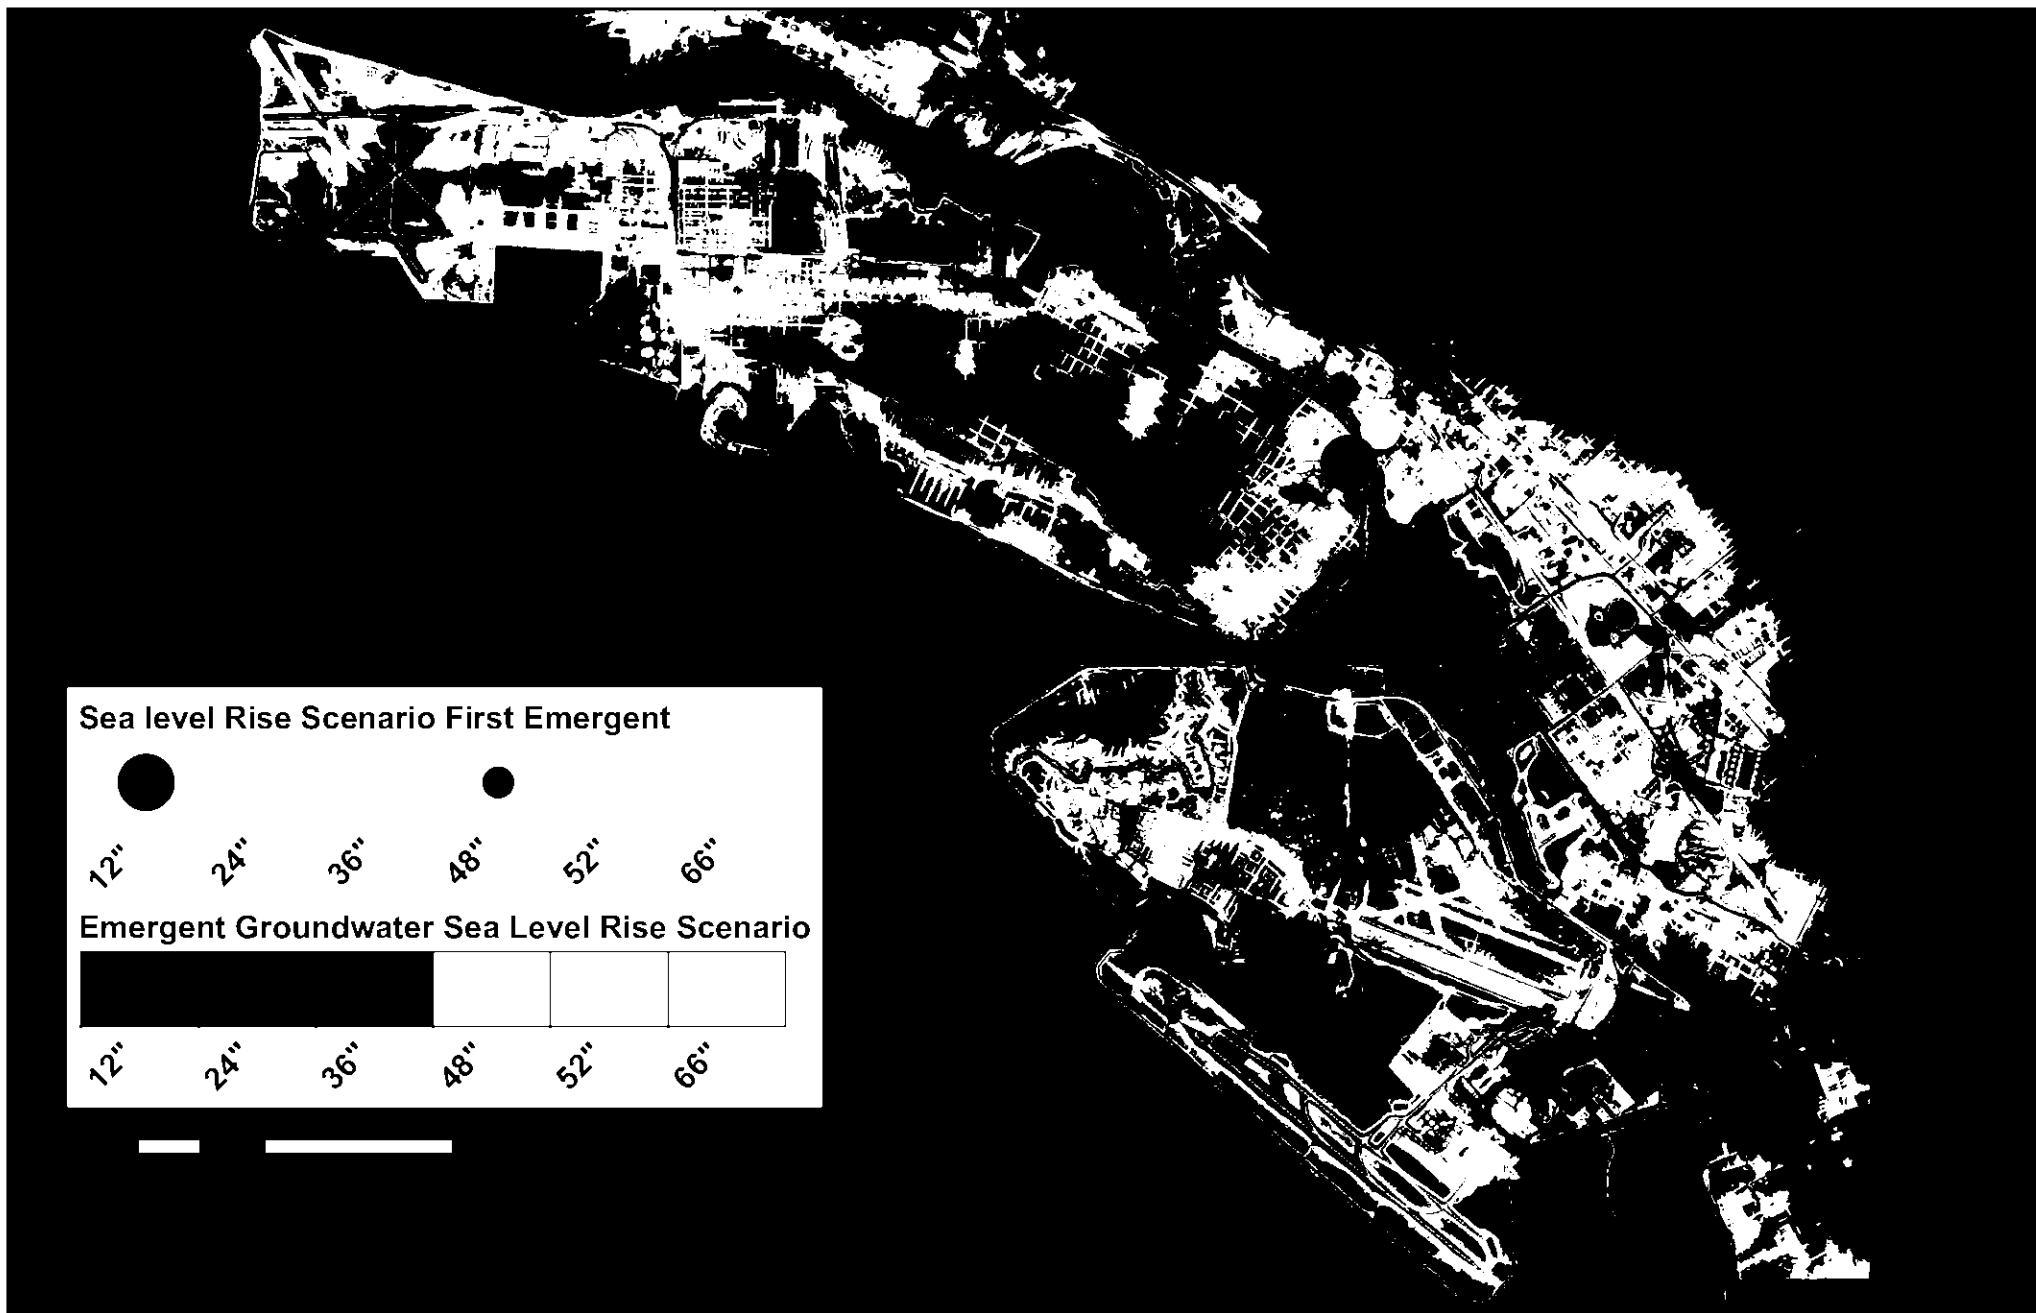 Sea level Rise Scenario First Emergent
12" 24" 36" 48" 52" 66"
Emergent Groundwater Sea Level Rise Scenario
12" 24" 36" 48" 52" 66"